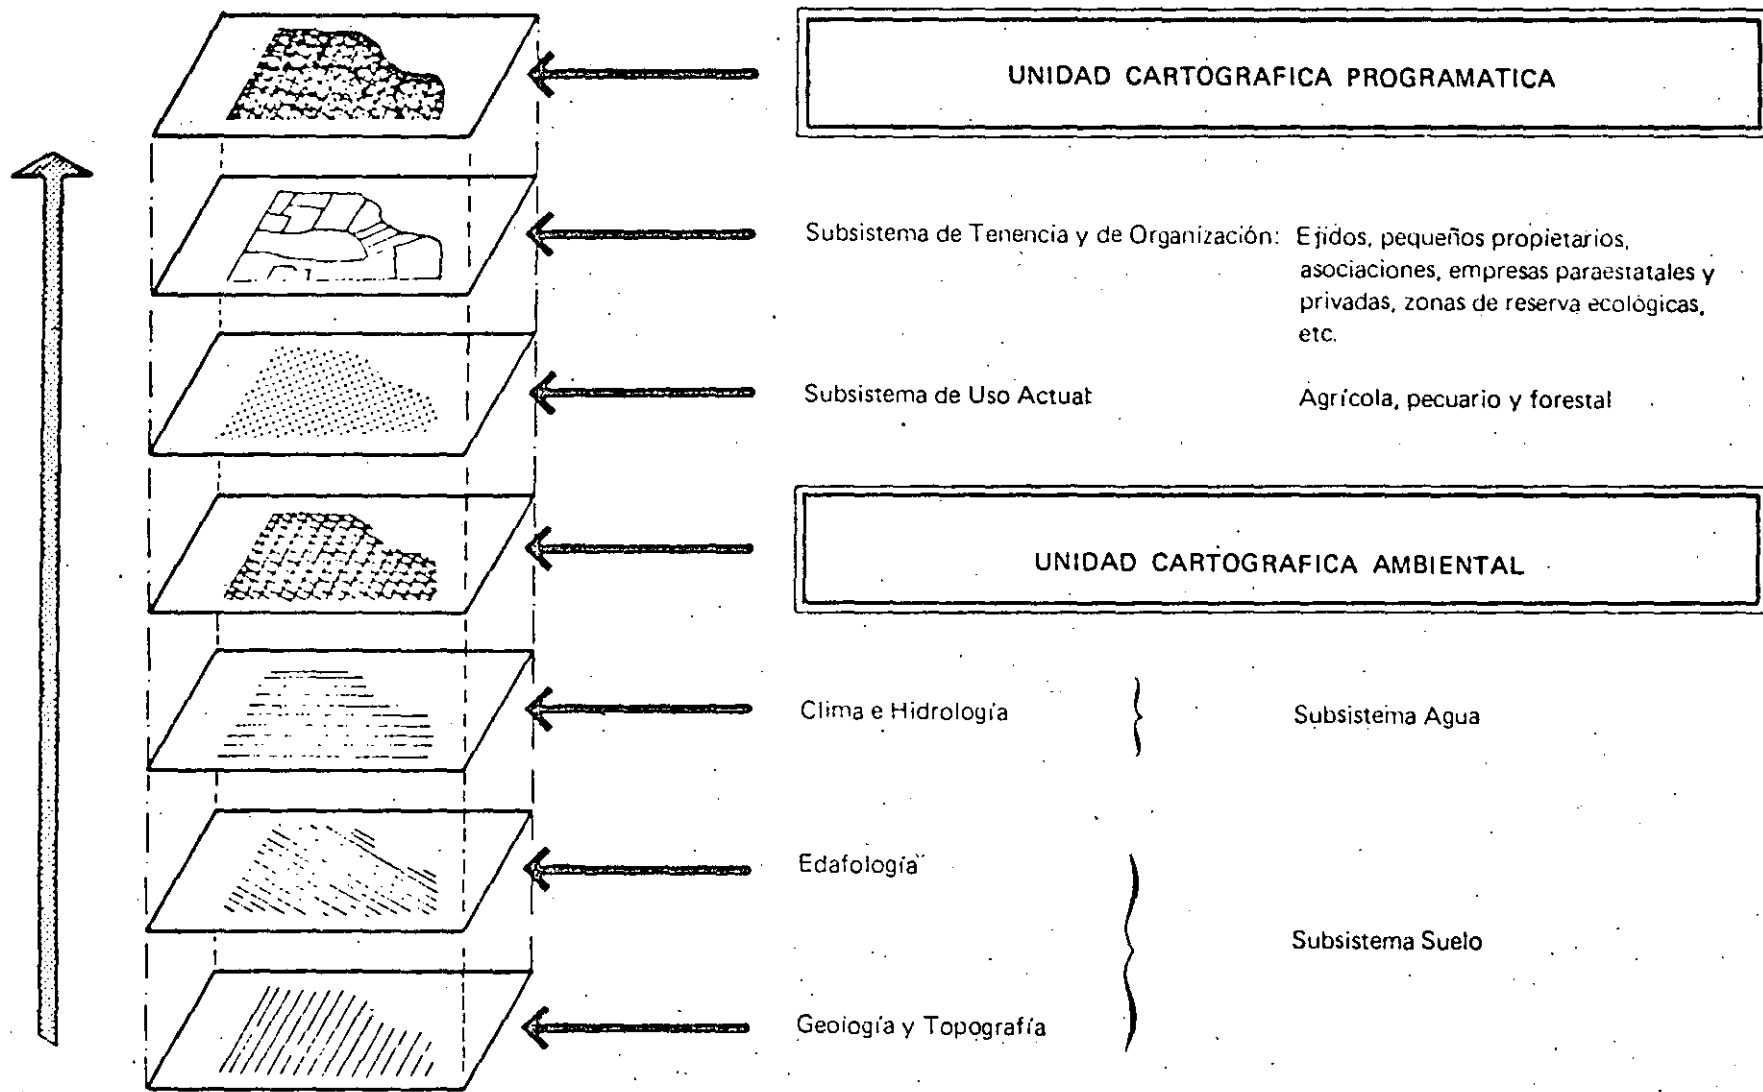 UNIDAD CARTOGRAFICA PROGRAMATICA
Subsistema de Tenencia y de Organización: Ejidos, pequeños propietarios,
asociaciones, empresas paraestatales y
privadas, zonas de reserva ecológicas,
etc.
Subsistema de Uso Actual Agrícola, pecuario y forestal
UNIDAD CARTOGRAFICA AMBIENTAL
Clima e Hidrología Subsistema Agua
Edafología
Subsistema Suelo
Geología y Topografía